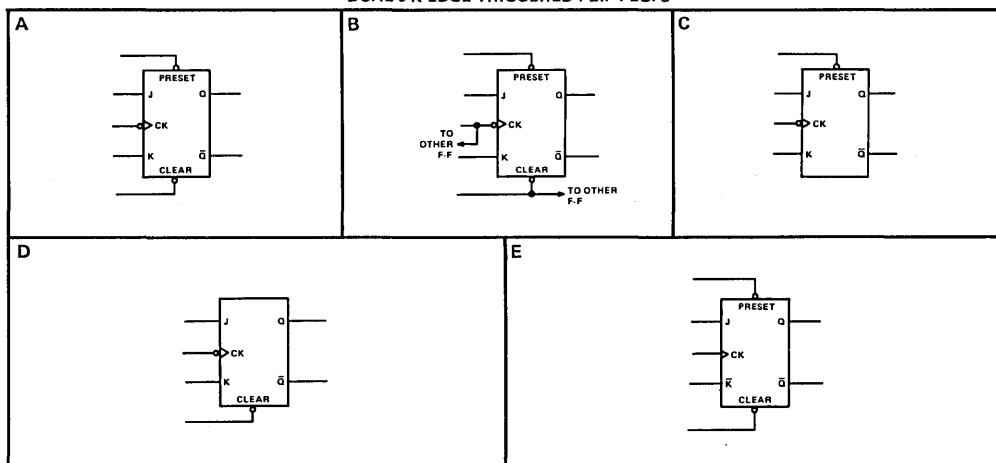 DUAL J-K EDGE-TRIGGERED FLIP-FLOPS
A
PRESET
J Q
CK
K Q̅
CLEAR
B
PRESET
J Q
CK
TO
OTHER
F-F
K Q̅
CLEAR
TO OTHER
F-F
C
PRESET
J Q
CK
K Q̅
D
J Q
CK
K Q̅
CLEAR
E
PRESET
J Q
CK
K̅ Q̅
CLEAR